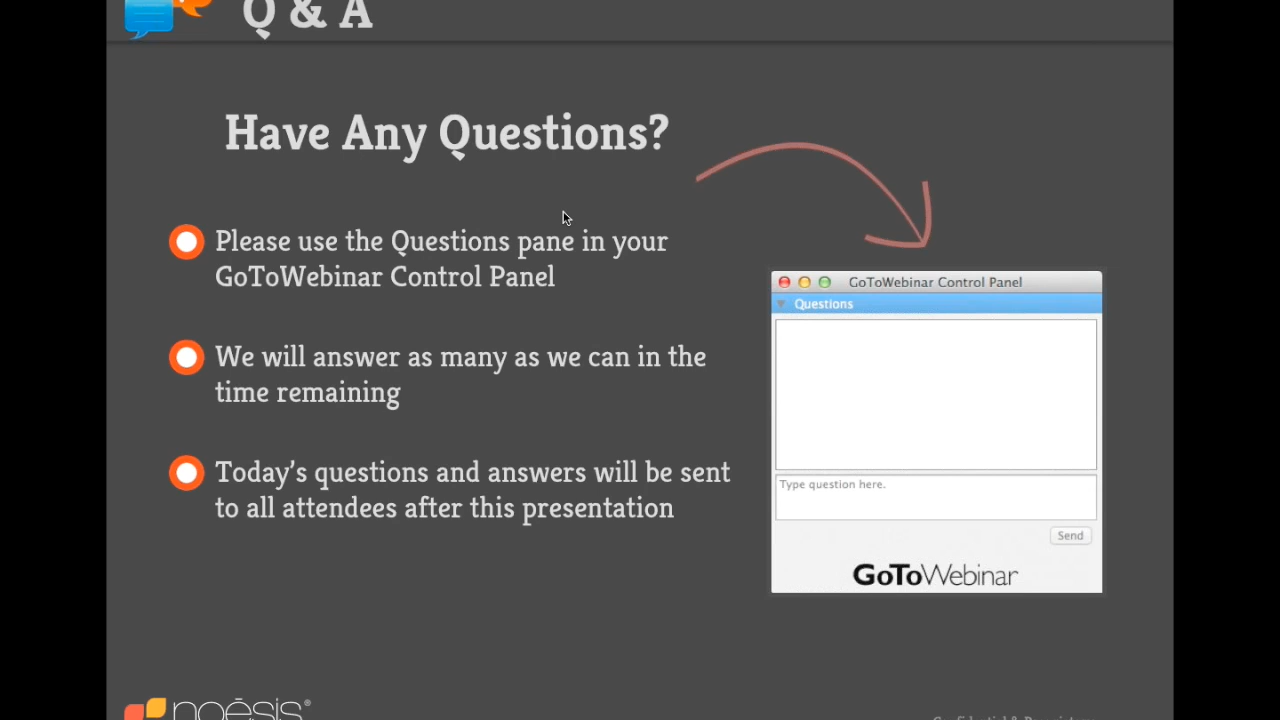 Q & A
Have Any Questions?
Please use the Questions pane in your
GoToWebinar Control Panel
We will answer as many as we can in the
time remaining
Today's questions and answers will be sent
to all attendees after this presentation
GoToWebinar Control Panel
Questions
Type question here.
Send
GoToWebinar
noēsis®
Confidential & Proprietary